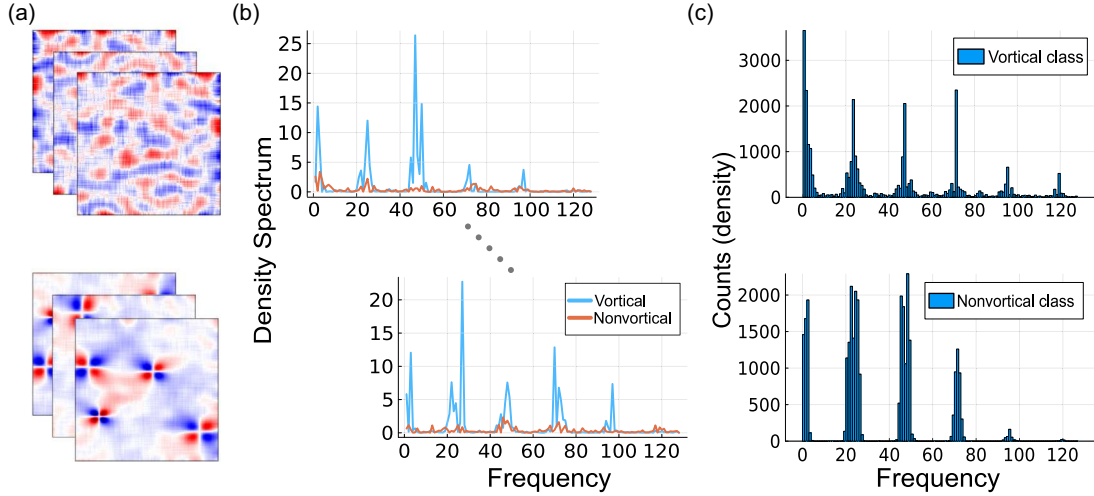 (a)
(b)
(c)
25
20
15
10
5
0
0 20 40 60 80 100 120
Density Spectrum
20
15
10
5
0
Vortical
Nonvortical
0 20 40 60 80 100 120
Frequency
3000
2000
1000
0
Vortical class
0 20 40 60 80 100 120
Counts (density)
2000
1500
1000
500
0
Nonvortical class
0 20 40 60 80 100 120
Frequency